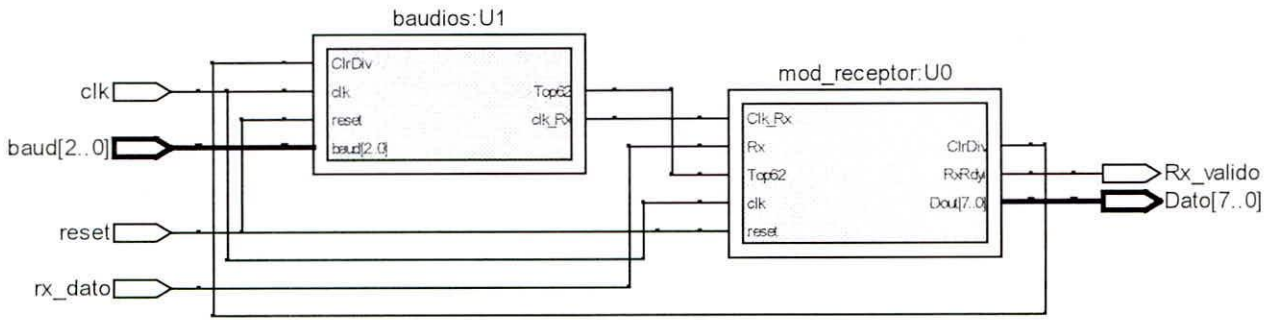 baudios:U1
ClrDiv
clk
reset
baud[2..0]
Top62
clk_Rx
mod_receptor:U0
Clk_Rx
Rx
Top62
clk
reset
ClrDiv
RxRdyi
Dout[7..0]
clk
baud[2..0]
reset
rx_dato
Rx_valido
Dato[7..0]